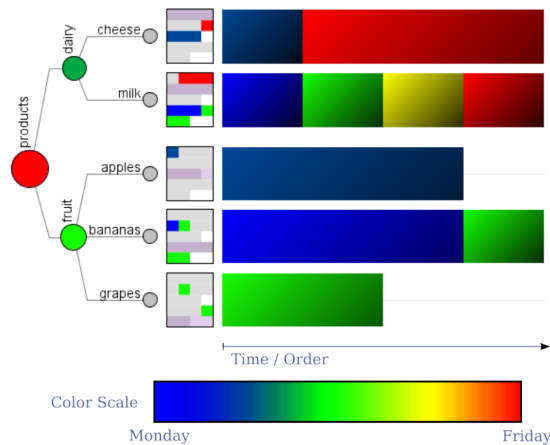 products
dairy
cheese
milk
fruit
apples
bananas
grapes
Time / Order
Color Scale
Monday
Friday